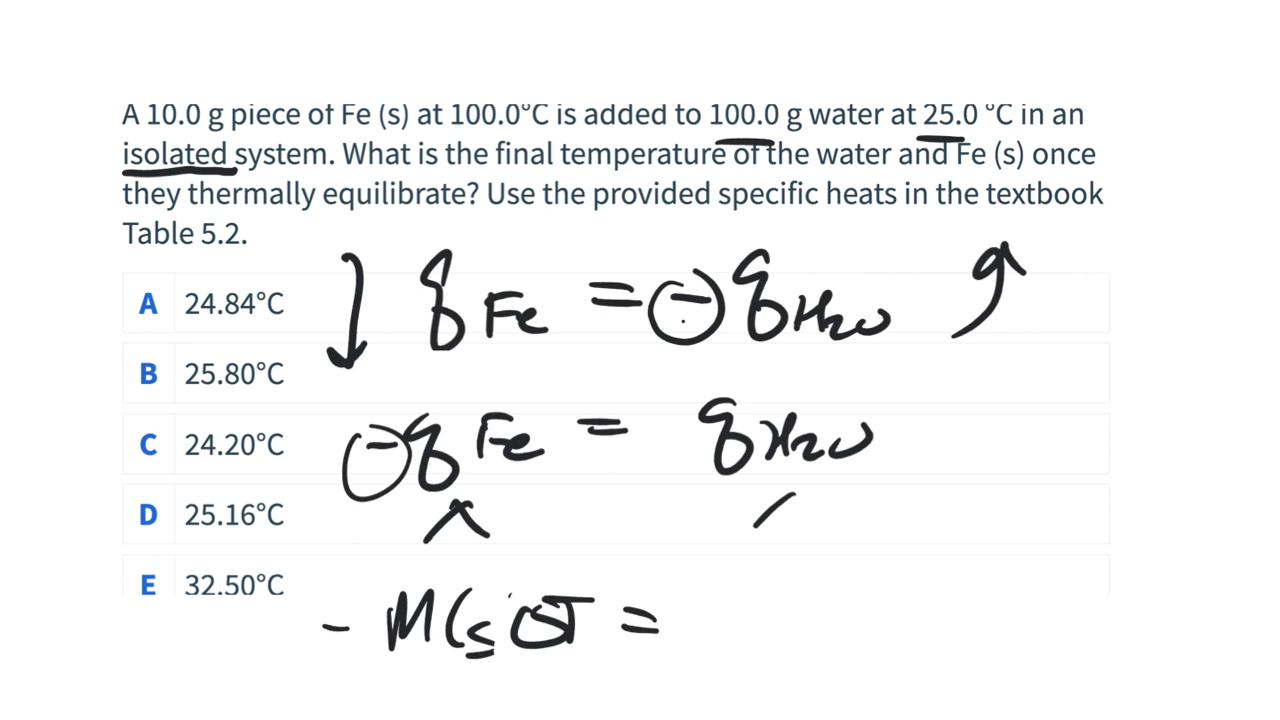 A 10.0 g piece of Fe (s) at 100.0°C is added to 100.0 g water at 25.0 °C in an
isolated system. What is the final temperature of the water and Fe (s) once
they thermally equilibrate? Use the provided specific heats in the textbook
Table 5.2.
A 24.84°C
q Fe = - q H2O
B 25.80°C
C 24.20°C
- q Fe = q H2O
D 25.16°C
E 32.50°C
- M Cs ΔT =